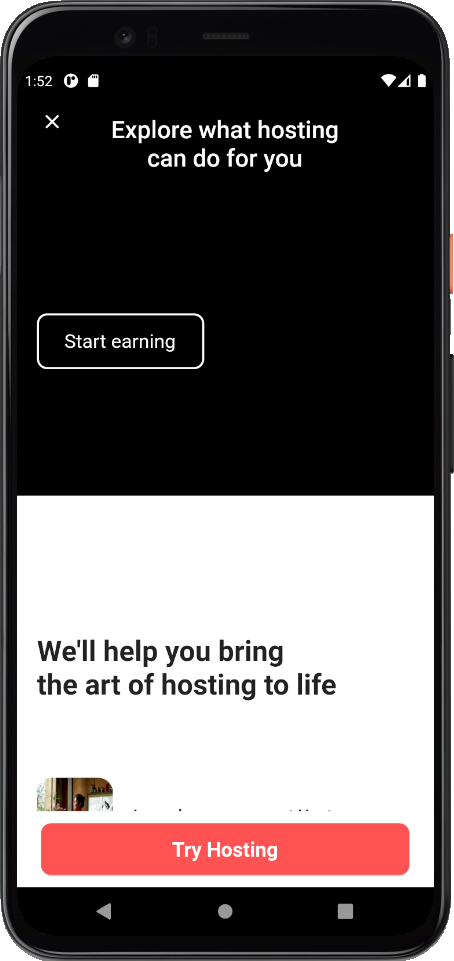 1:52
Explore what hosting
can do for you
Start earning
We'll help you bring
the art of hosting to life
Try Hosting